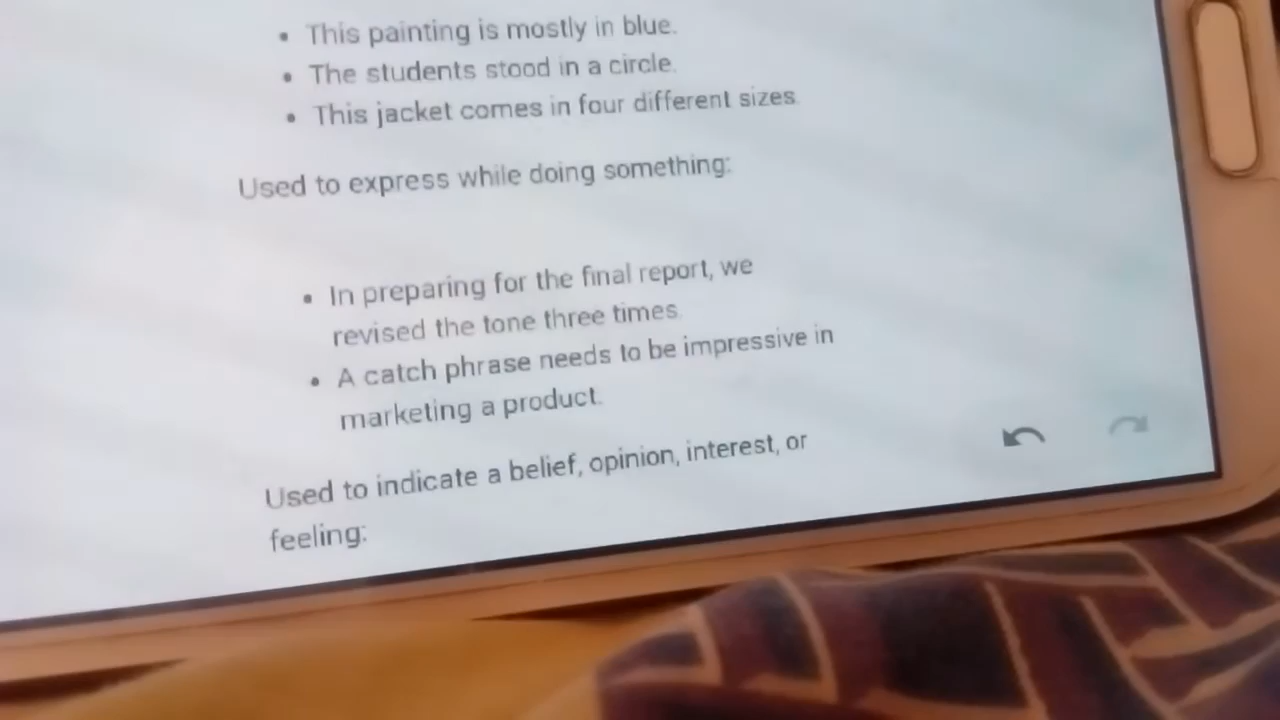 • This painting is mostly in blue.
• The students stood in a circle.
• This jacket comes in four different sizes.
Used to express while doing something:
• In preparing for the final report, we
revised the tone three times.
• A catch phrase needs to be impressive in
marketing a product.
Used to indicate a belief, opinion, interest, or
feeling: